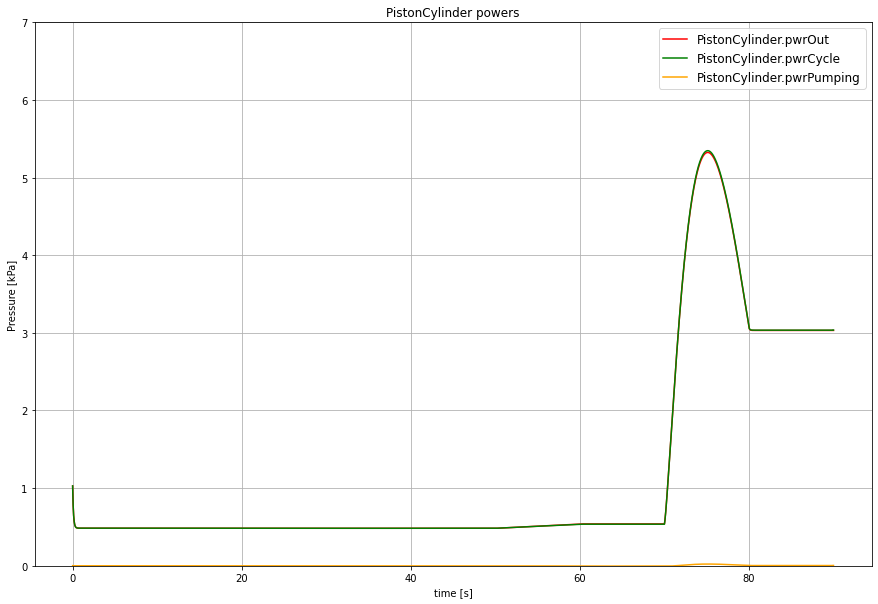 PistonCylinder powers
PistonCylinder.pwrOut
PistonCylinder.pwrCycle
PistonCylinder.pwrPumping
Pressure [kPa]
7
6
5
4
3
2
1
0
0 20 40 60 80
time [s]